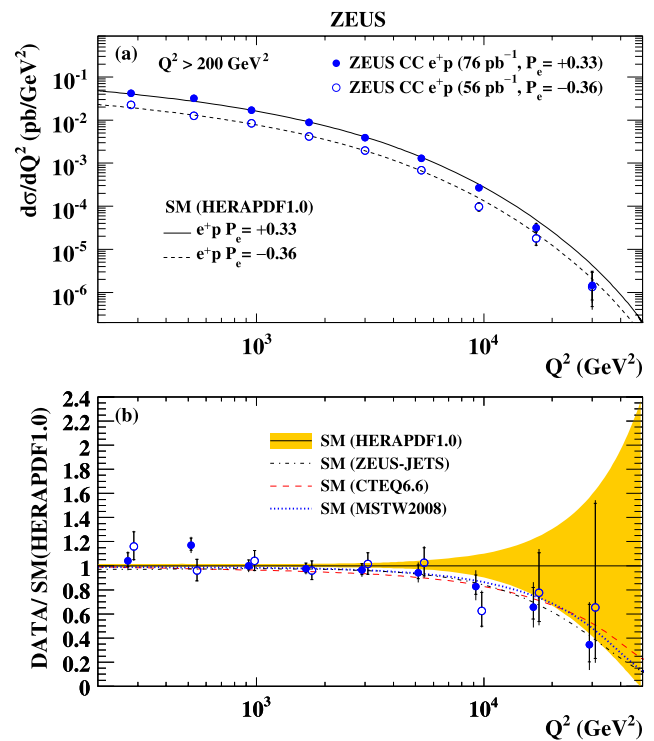 ZEUS
(a)
Q² > 200 GeV²
ZEUS CC e⁺p (76 pb⁻¹, Pₑ = +0.33)
ZEUS CC e⁺p (56 pb⁻¹, Pₑ = −0.36)
dσ/dQ² (pb/GeV²)
10⁻¹
10⁻²
10⁻³
10⁻⁴
10⁻⁵
10⁻⁶
SM (HERAPDF1.0)
e⁺p Pₑ = +0.33
e⁺p Pₑ = −0.36
10³
10⁴
Q² (GeV²)
(b)
DATA/ SM(HERAPDF1.0)
2.4
2.2
2
1.8
1.6
1.4
1.2
1
0.8
0.6
0.4
0.2
0
SM (HERAPDF1.0)
SM (ZEUS-JETS)
SM (CTEQ6.6)
SM (MSTW2008)
10³
10⁴
Q² (GeV²)